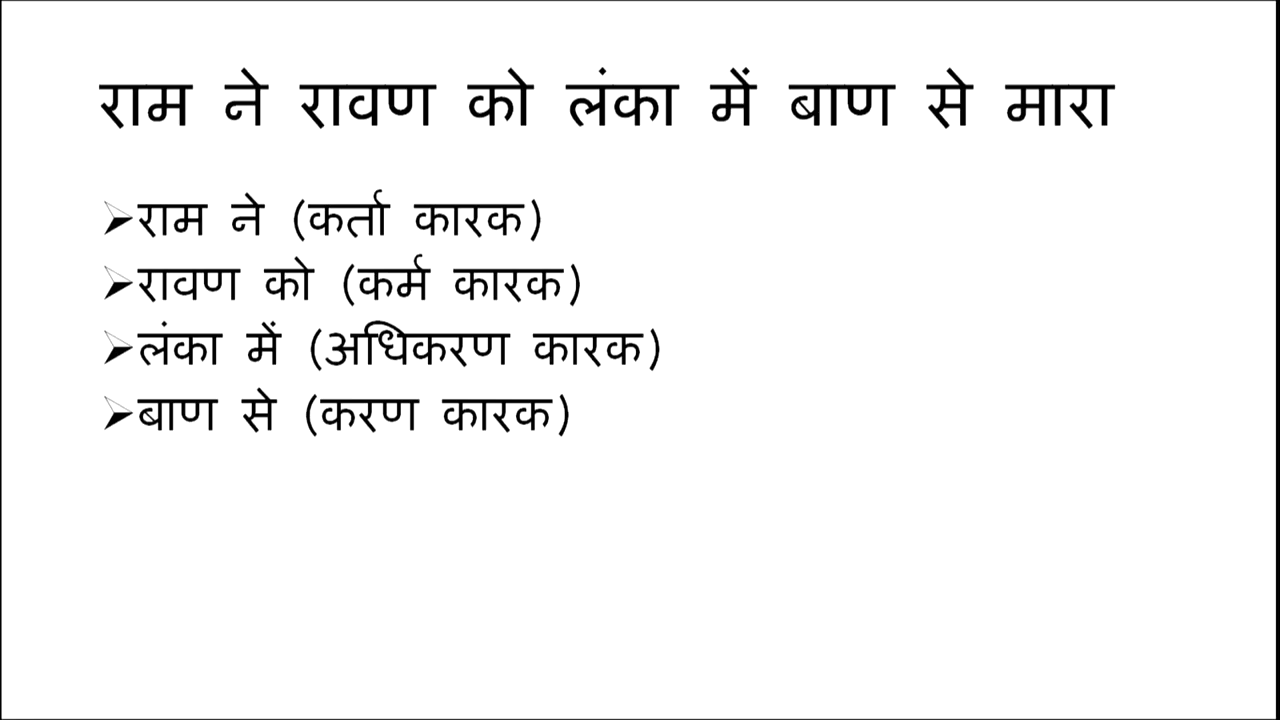 राम ने रावण को लंका में बाण से मारा
➢राम ने (कर्ता कारक)
➢रावण को (कर्म कारक)
➢लंका में (अधिकरण कारक)
➢बाण से (करण कारक)